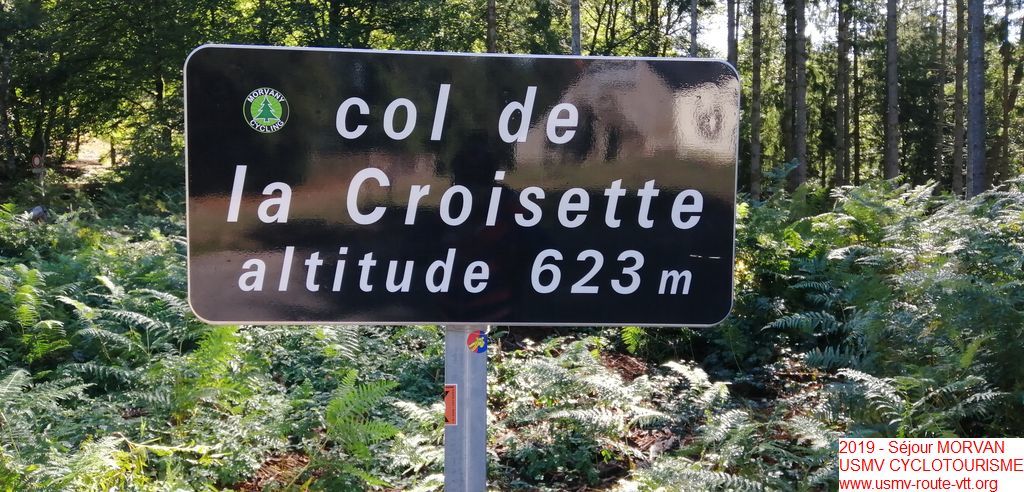 MORVANY
CYCLING
col de
la Croisette
altitude 623 m
2019 - Séjour MORVAN
USMV CYCLOTOURISME
www.usmv-route-vtt.org